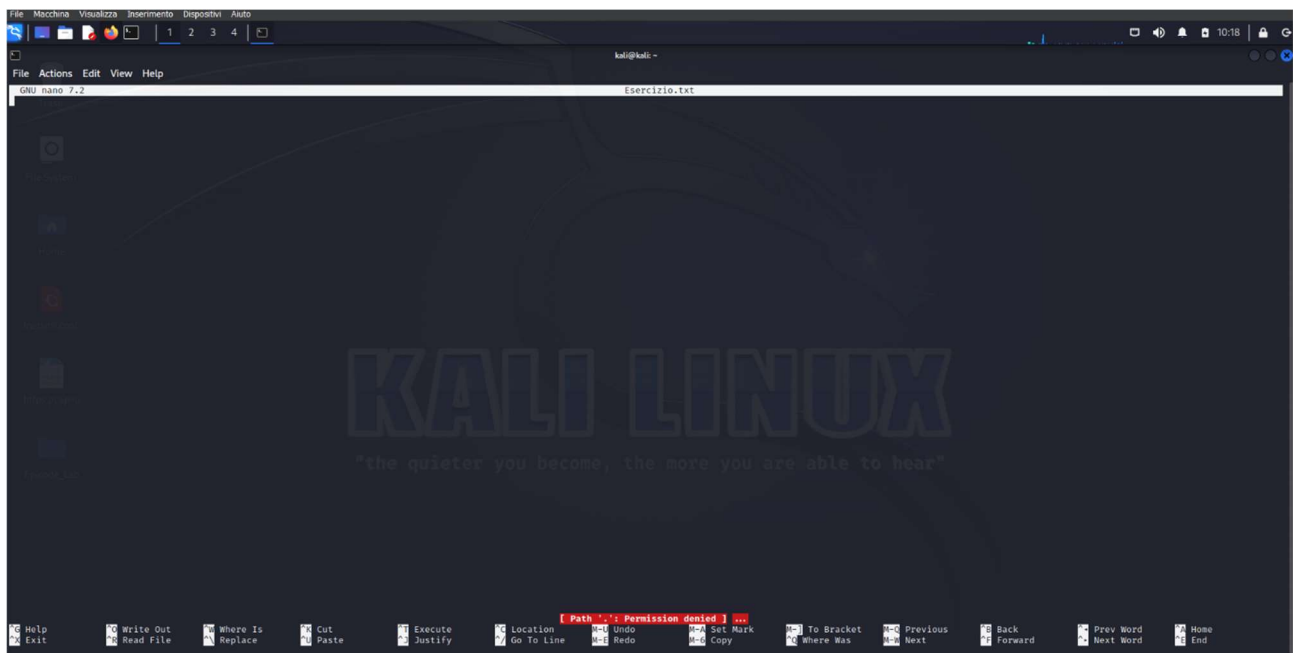 File Macchina Visualizza Inserimento Dispositivi Aiuto
1 2 3 4 10:18
kali@kali: ~
File Actions Edit View Help
GNU nano 7.2 Esercizio.txt
Home
KALI LINUX
"the quieter you become, the more you are able to hear"
[ Path '.': Permission denied ] ...
^G Help ^O Write Out ^W Where Is ^K Cut ^T Execute ^C Location M-U Undo M-A Set Mark M-] To Bracket M-Q Previous ^B Back Prev Word ^A Home
^X Exit ^R Read File ^\ Replace ^U Paste ^J Justify ^/ Go To Line M-E Redo M-6 Copy ^Q Where Was M-W Next ^F Forward Next Word ^E End